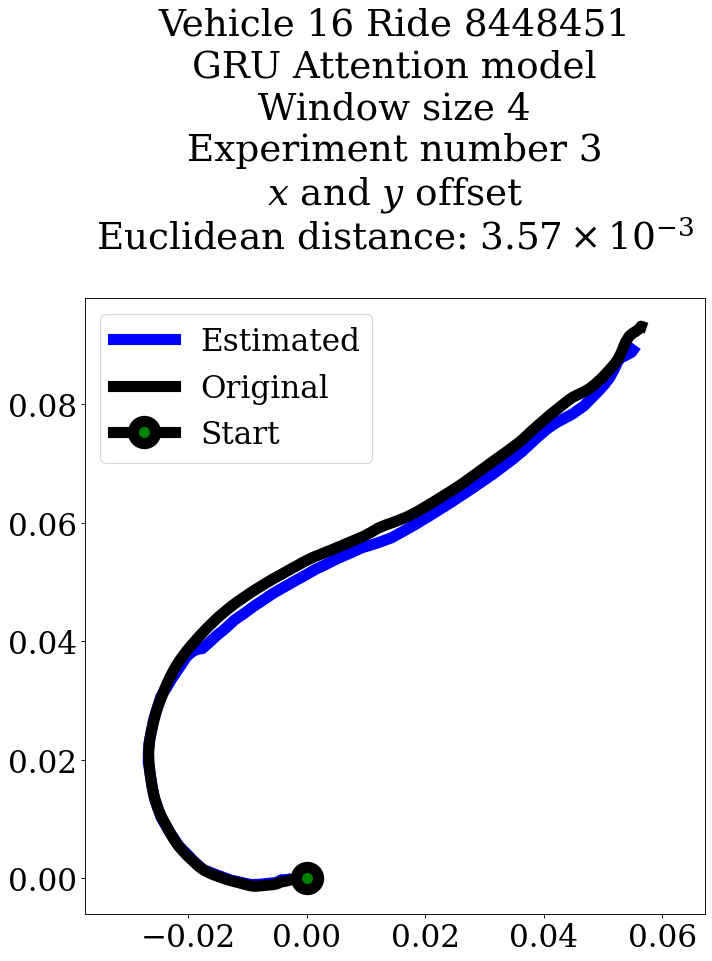 Vehicle 16 Ride 8448451
GRU Attention model
Window size 4
Experiment number 3
x and y offset
Euclidean distance: 3.57 × 10⁻³
Estimated
Original
Start
0.08
0.06
0.04
0.02
0.00
−0.02 0.00 0.02 0.04 0.06